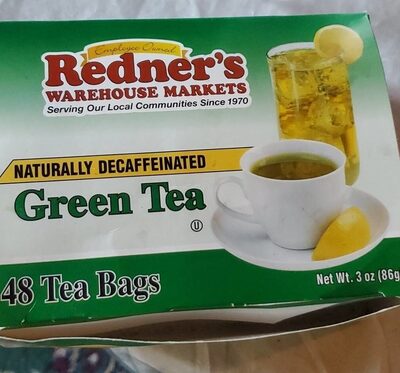 Employee Owned
Redner's
WAREHOUSE MARKETS
Serving Our Local Communities Since 1970
NATURALLY DECAFFEINATED
Green Tea
U
48 Tea Bags
Net Wt. 3 oz (86g